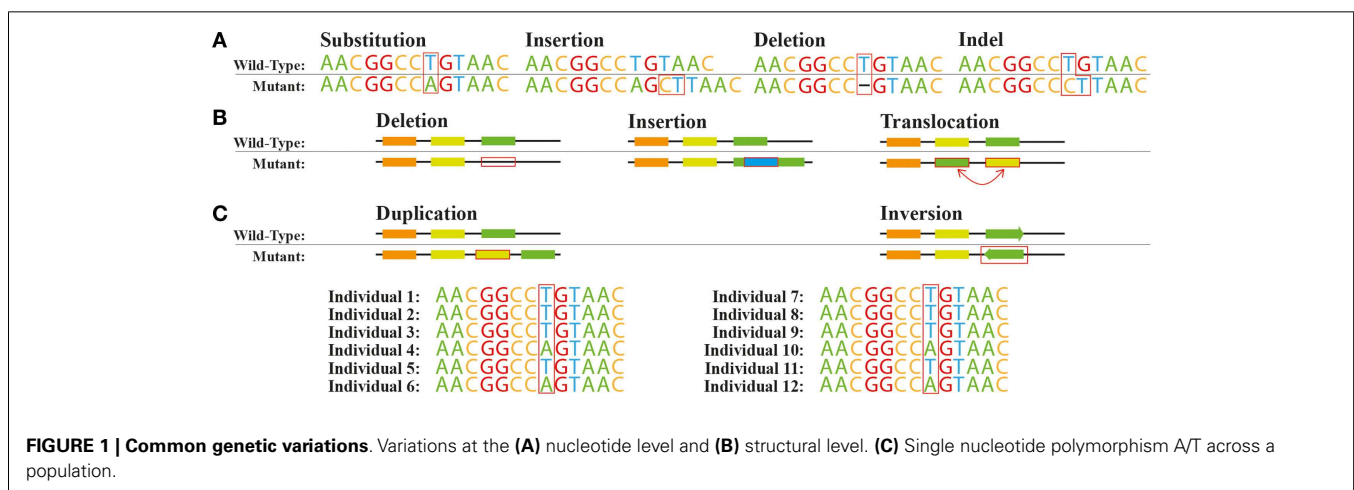 A
Substitution Insertion Deletion Indel
Wild-Type: AACGGCCTGTAAC AACGGCCTGTAAC AACGGCCTGTAAC AACGGCCTGTAAC
Mutant: AACGGCCAGTAAC AACGGCCAGCTTAAC AACGGCC–GTAAC AACGGCCCTTAAC
B
Deletion Insertion Translocation
Wild-Type:
Mutant:
C
Duplication Inversion
Wild-Type:
Mutant:
Individual 1: AACGGCCTGTAAC Individual 7: AACGGCCTGTAAC
Individual 2: AACGGCCTGTAAC Individual 8: AACGGCCTGTAAC
Individual 3: AACGGCCTGTAAC Individual 9: AACGGCCTGTAAC
Individual 4: AACGGCCAGTAAC Individual 10: AACGGCCAGTAAC
Individual 5: AACGGCCTGTAAC Individual 11: AACGGCCTGTAAC
Individual 6: AACGGCCAGTAAC Individual 12: AACGGCCAGTAAC
FIGURE 1 | Common genetic variations. Variations at the (A) nucleotide level and (B) structural level. (C) Single nucleotide polymorphism A/T across a
population.